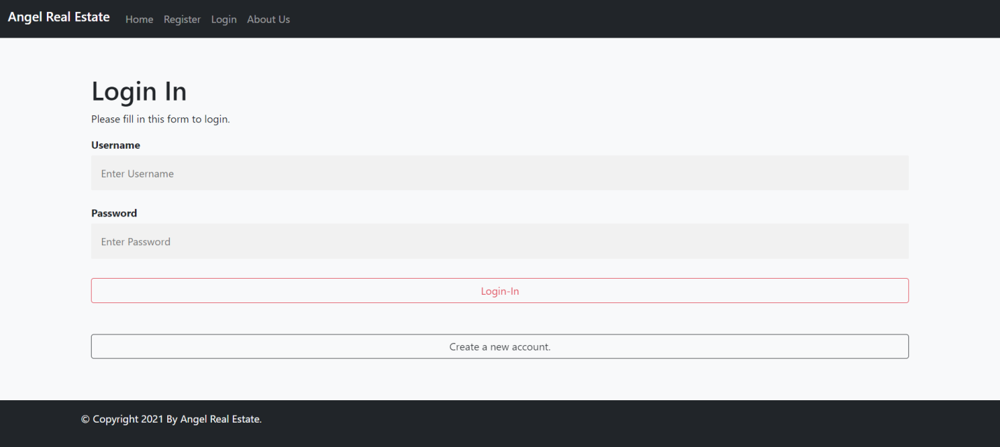 Angel Real Estate Home Register Login About Us
Login In
Please fill in this form to login.
Username
Enter Username
Password
Enter Password
Login-In
Create a new account.
© Copyright 2021 By Angel Real Estate.